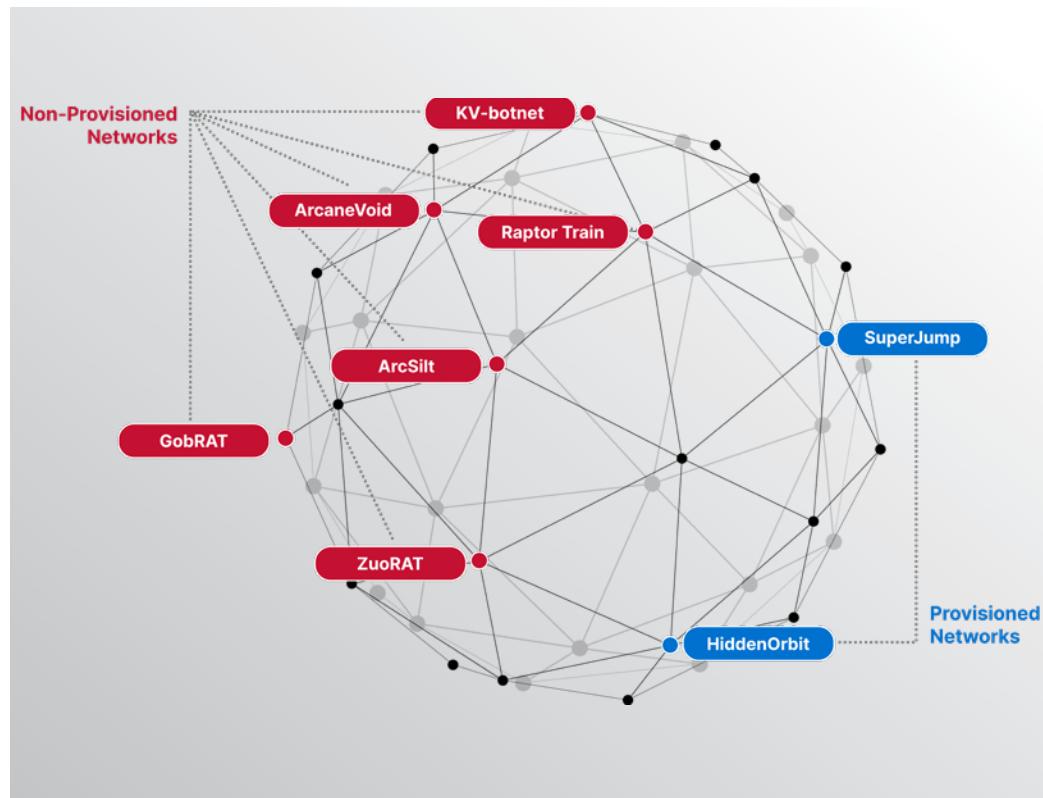 KV-botnet
Non-Provisioned
Networks
ArcaneVoid
Raptor Train
SuperJump
ArcSilt
GobRAT
ZuoRAT
Provisioned
Networks
HiddenOrbit